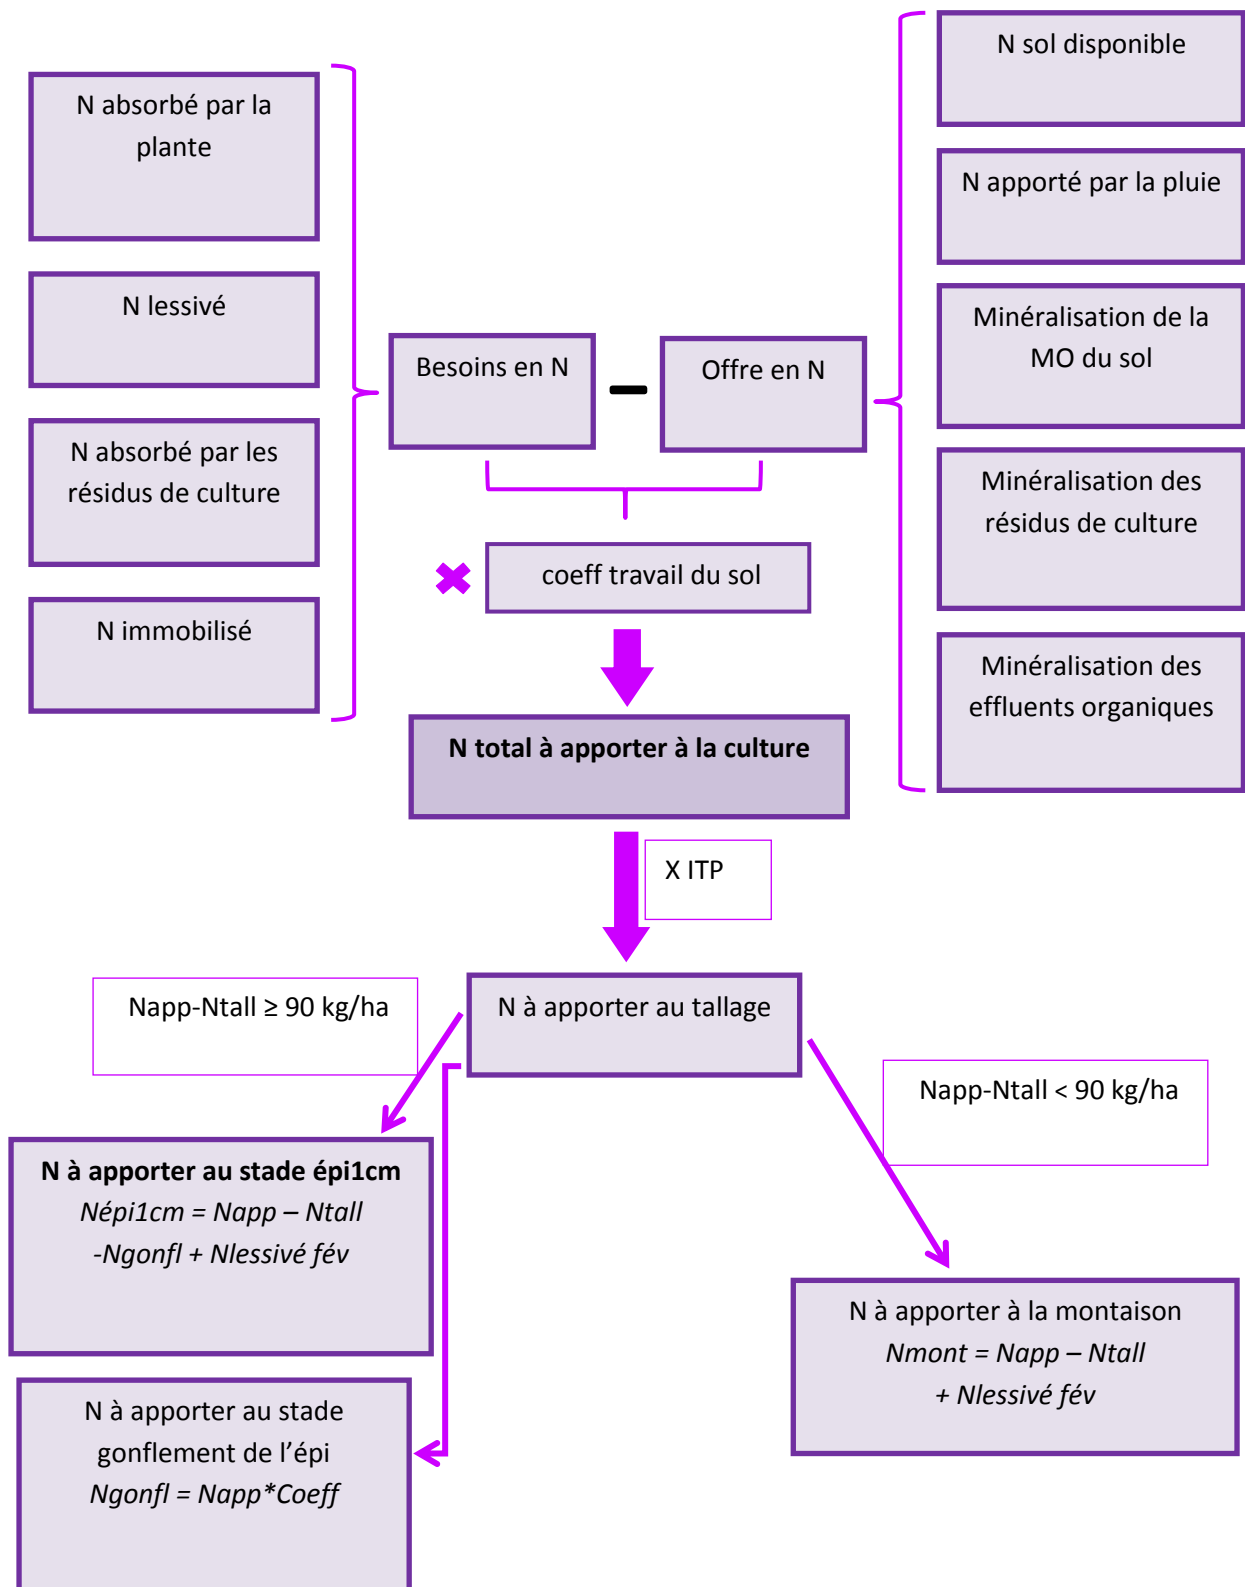 N absorbé par la
plante
N lessivé
N absorbé par les
résidus de culture
N immobilisé
Besoins en N
Offre en N
N sol disponible
N apporté par la pluie
Minéralisation de la
MO du sol
Minéralisation des
résidus de culture
Minéralisation des
effluents organiques
coeff travail du sol
N total à apporter à la culture
X ITP
N à apporter au tallage
Napp-Ntall ≥ 90 kg/ha
Napp-Ntall < 90 kg/ha
N à apporter au stade épi1cm
Népi1cm = Napp – Ntall
-Ngonfl + Nlessivé fév
N à apporter au stade
gonflement de l’épi
Ngonfl = Napp*Coeff
N à apporter à la montaison
Nmont = Napp – Ntall
+ Nlessivé fév